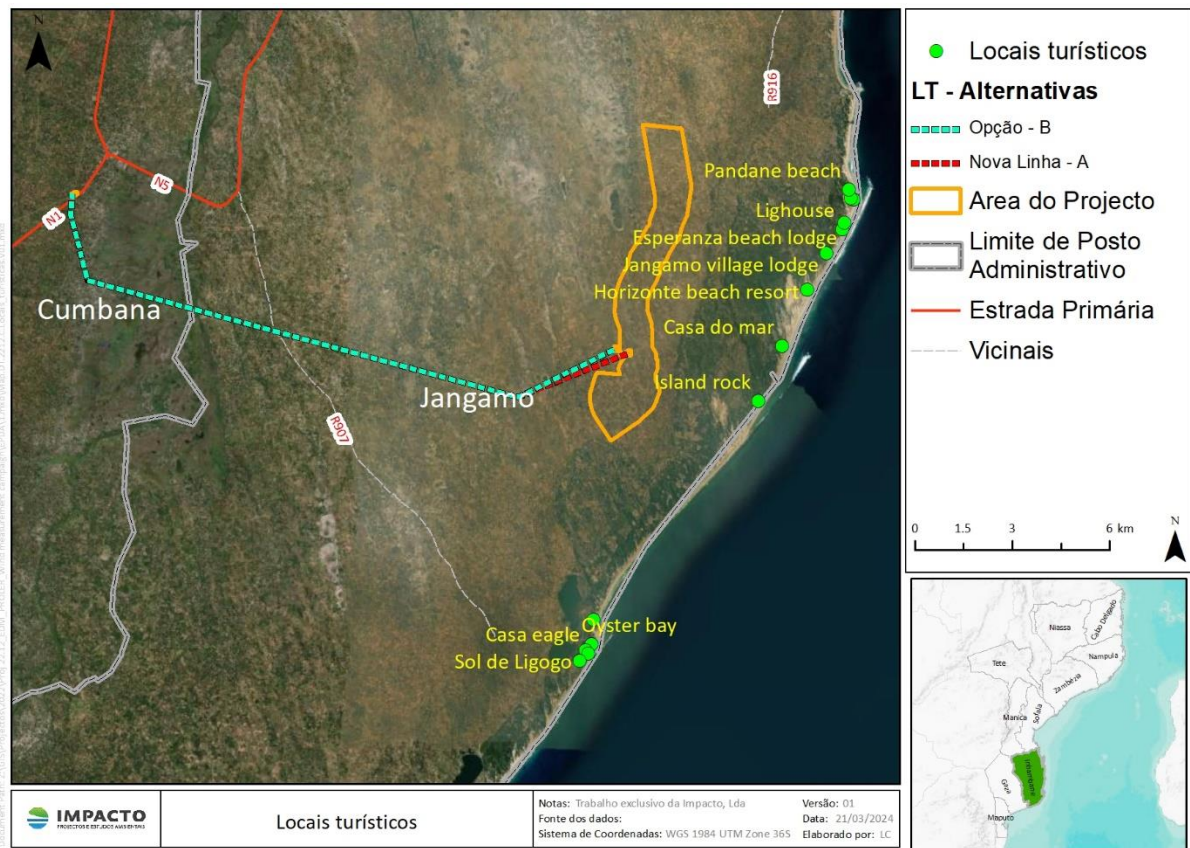 N
R916
N5
N1
R907
Pandane beach
Lighouse
Esperanza beach lodge
Jangamo village lodge
Horizonte beach resort
Casa do mar
Island rock
Cumbana
Jangamo
Oyster bay
Casa eagle
Sol de Ligogo
Locais turísticos
LT - Alternativas
Opção - B
Nova Linha - A
Area do Projecto
Limite de Posto
Administrativo
Estrada Primária
Vicinais
0 1.5 3 6 km
N
Niassa
Cabo Delgado
Nampula
Tete
Zambézia
Manica
Sofala
Inhambane
Gaza
Maputo
IMPACTO
PROJECTOS E ESTUDOS AMBIENTAIS
Locais turísticos
Notas: Trabalho exclusivo da Impacto, Lda
Fonte dos dados:
Sistema de Coordenadas: WGS 1984 UTM Zone 36S
Versão: 01
Data: 21/03/2024
Elaborado por: LC